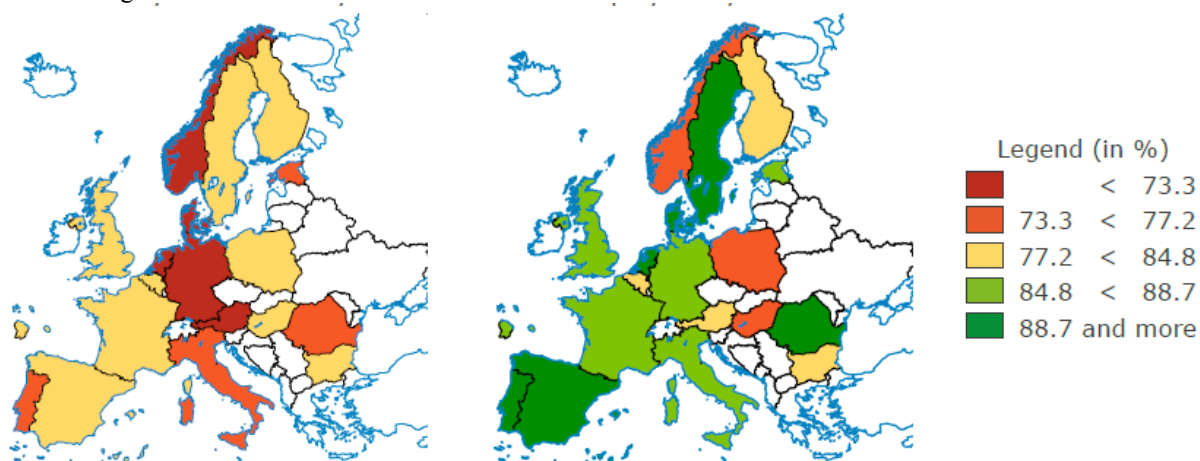 Legend (in %)
< 73.3
73.3 < 77.2
77.2 < 84.8
84.8 < 88.7
88.7 and more